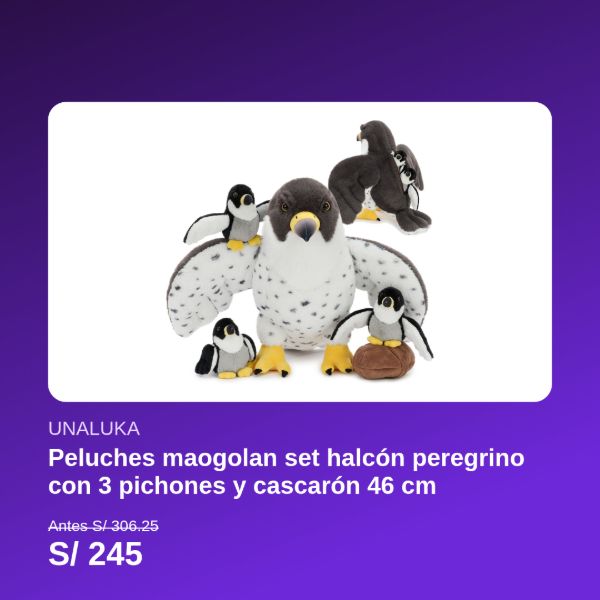 UNALUKA
Peluches maogolan set halcón peregrino
con 3 pichones y cascarón 46 cm
Antes S/ 306.25
S/ 245